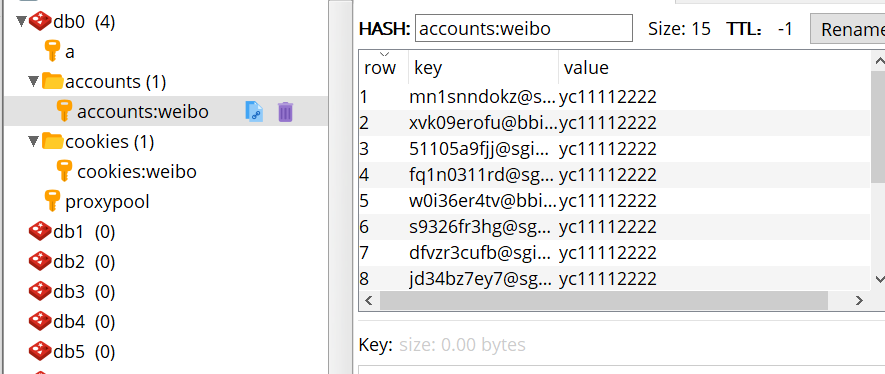 db0 (4)
a
accounts (1)
accounts:weibo
cookies (1)
cookies:weibo
proxypool
db1 (0)
db2 (0)
db3 (0)
db4 (0)
db5 (0)
HASH: accounts:weibo Size: 15 TTL: -1 Rename
row key value
1 mn1snndokz@s... yc11112222
2 xvk09erofu@bbi... yc11112222
3 51105a9fjj@sgi... yc11112222
4 fq1n0311rd@sg... yc11112222
5 w0i36er4tv@bbi... yc11112222
6 s9326fr3hg@sg... yc11112222
7 dfvzr3cufb@sgi... yc11112222
8 jd34bz7ey7@sg... yc11112222
Key: size: 0.00 bytes